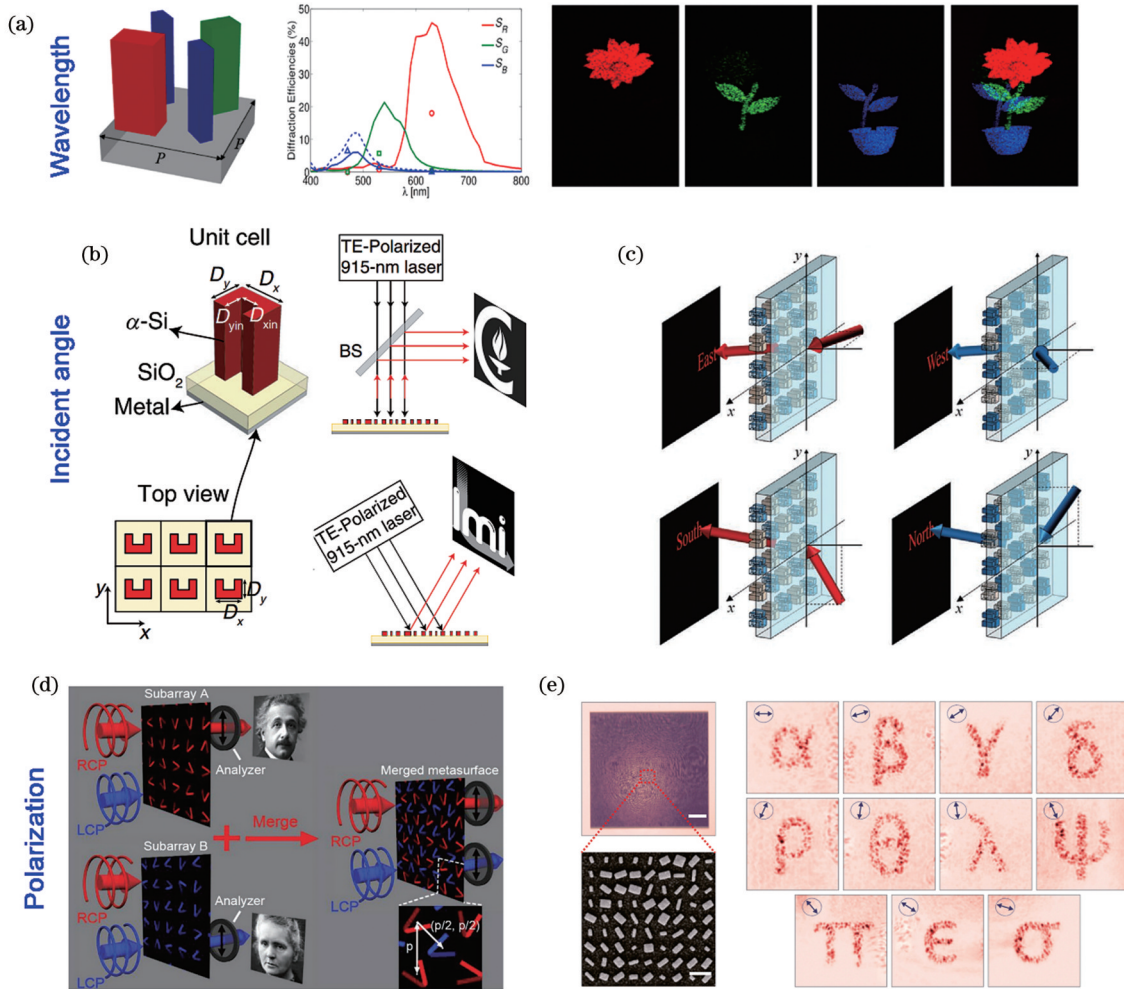 (a)
Wavelength
P
P
Diffraction Efficiencies (%)
50
40
30
20
10
0
400
500
600
700
800
λ [nm]
S_R
S_G
S_B
(b)
Incident angle
Unit cell
D_y
D_x
D_yin
D_xin
α-Si
SiO₂
Metal
Top view
y
x
D_y
D_x
TE-Polarized
915-nm laser
BS
C
TE-Polarized
915-nm laser
lmi
(c)
y
East
x
y
West
x
y
South
x
y
North
x
Polarization
(d)
Subarray A
RCP
LCP
Analyzer
Subarray B
RCP
LCP
Analyzer
+ Merge
Merged metasurface
RCP
LCP
p
(p/2, p/2)
(e)
α
β
γ
δ
ρ
θ
λ
ψ
π
ϵ
σ